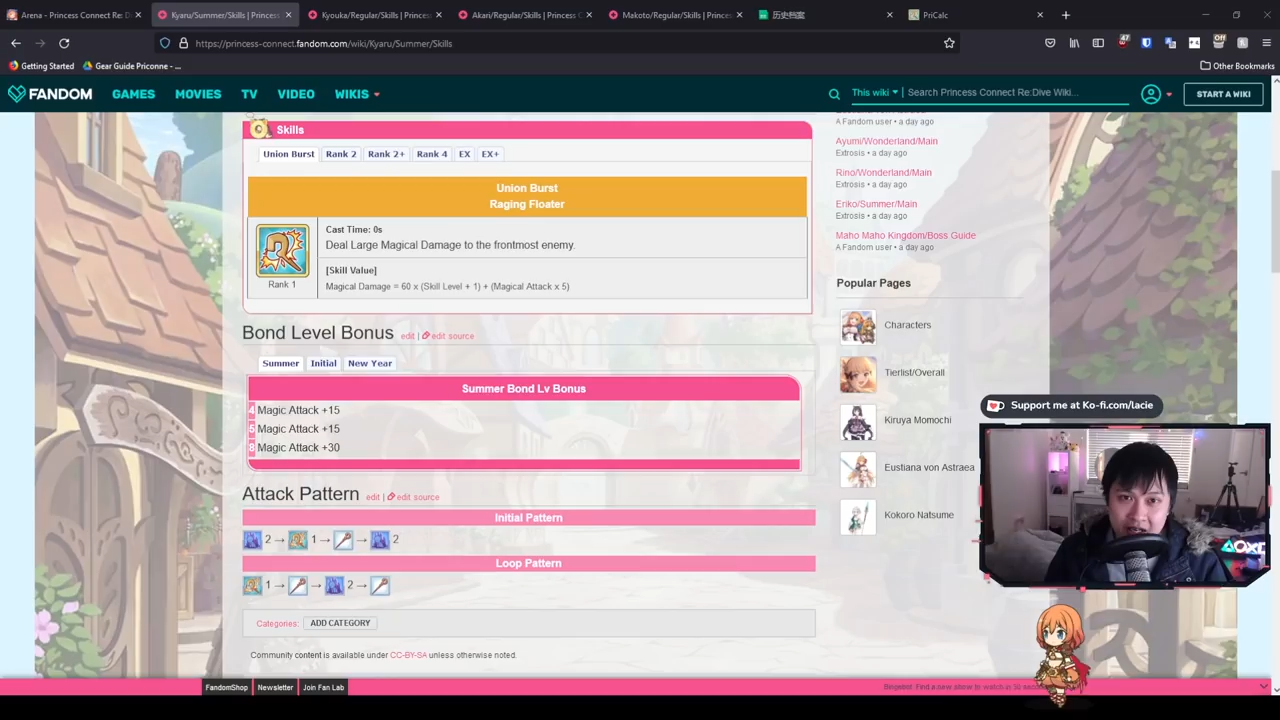 Arena - Princess Connect Re: D
Kyaru/Summer/Skills | Princess
Kyouka/Regular/Skills | Princess
Akari/Regular/Skills | Princess C
Makoto/Regular/Skills | Princess
历史档案
PriCalc
https://princess-connect.fandom.com/wiki/Kyaru/Summer/Skills
47
Off
Getting Started
Gear Guide Priconne - ...
Other Bookmarks
FANDOM
GAMES
MOVIES
TV
VIDEO
WIKIS
This wiki
Search Princess Connect Re:Dive Wiki...
START A WIKI
Skills
Union Burst
Rank 2
Rank 2+
Rank 4
EX
EX+
Union Burst
Raging Floater
Cast Time: 0s
Deal Large Magical Damage to the frontmost enemy.
[Skill Value]
Rank 1
Magical Damage = 60 x (Skill Level + 1) + (Magical Attack x 5)
Bond Level Bonus edit | edit source
Summer
Initial
New Year
Summer Bond Lv Bonus
4 Magic Attack +15
5 Magic Attack +15
8 Magic Attack +30
Attack Pattern edit | edit source
Initial Pattern
2 → 1 → → 2
Loop Pattern
1 → → 2 →
Categories: ADD CATEGORY
Community content is available under CC-BY-SA unless otherwise noted.
A Fandom user • a day ago
Ayumi/Wonderland/Main
Extrosis • a day ago
Rino/Wonderland/Main
Extrosis • a day ago
Eriko/Summer/Main
Extrosis • a day ago
Maho Maho Kingdom/Boss Guide
A Fandom user • a day ago
Popular Pages
Characters
Tierlist/Overall
Kiruya Momochi
Eustiana von Astraea
Kokoro Natsume
Support me at Ko-fi.com/lacie
FandomShop
Newsletter
Join Fan Lab